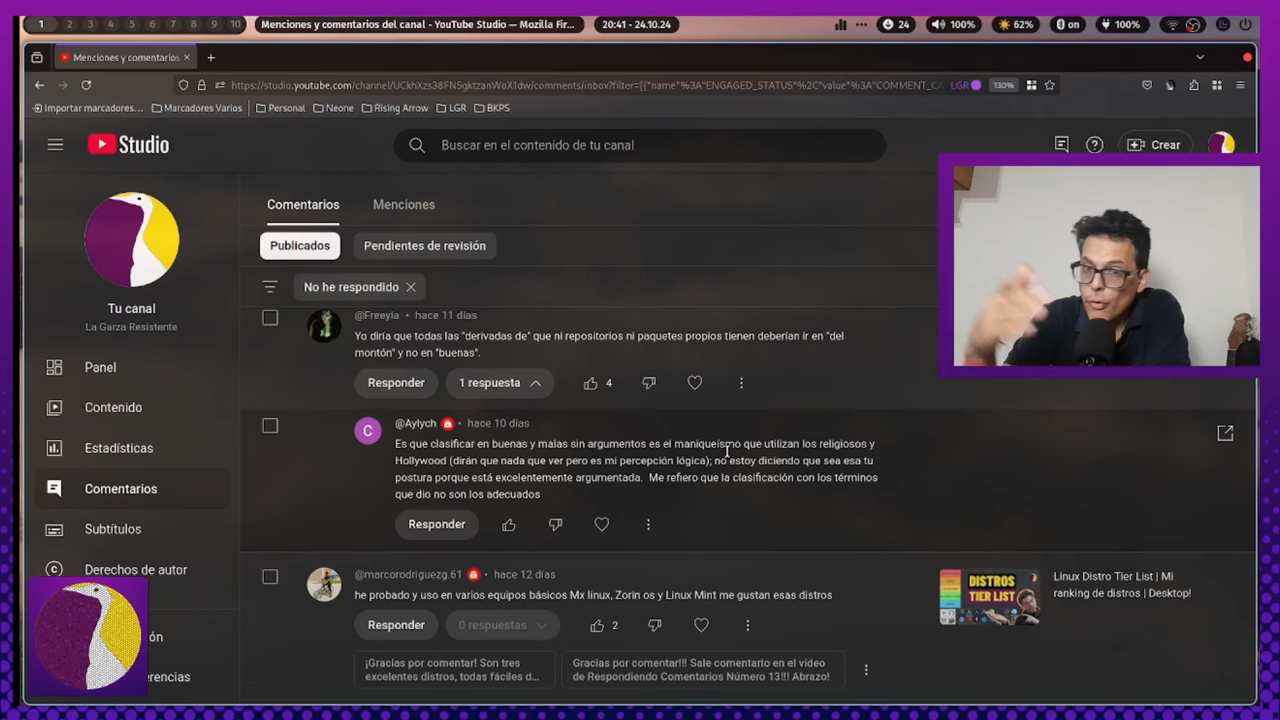 1 2 3 4 5 6 7 8 9 10
Menciones y comentarios del canal - YouTube Studio — Mozilla Fir...
20:41 - 24.10.24
24
100%
62%
on
100%
Menciones y comentarios
https://studio.youtube.com/channel/UCkhXzs38FN5gktzanWoX1dw/comments/inbox?filter=[{"name"%3A"ENGAGED_STATUS"%2C"value"%3A"COMMENT_CA
LGR
130%
Importar marcadores...
Marcadores Varios
Personal
Neone
Rising Arrow
LGR
BKPS
Studio
Buscar en el contenido de tu canal
Crear
Comentarios
Menciones
Publicados
Pendientes de revisión
No he respondido
Tu canal
La Garza Resistente
Panel
Contenido
Estadísticas
Comentarios
Subtítulos
Derechos de autor
@Freeyia • hace 11 días
Yo diría que todas las "derivadas de" que ni repositorios ni paquetes propios tienen deberían ir en "del
montón" y no en "buenas".
Responder
1 respuesta
4
@Aylych • hace 10 días
C
Es que clasificar en buenas y malas sin argumentos es el maniqueísmo que utilizan los religiosos y
Hollywood (dirán que nada que ver pero es mi percepción lógica); no estoy diciendo que sea esa tu
postura porque está excelentemente argumentada. Me refiero que la clasificación con los términos
que dio no son los adecuados
Responder
@marcorodriguezg.61 • hace 12 días
he probado y uso en varios equipos básicos Mx linux, Zorin os y Linux Mint me gustan esas distros
Responder
0 respuestas
2
¡Gracias por comentar! Son tres
excelentes distros, todas fáciles d...
Gracias por comentar!!! Sale comentario en el video
de Respondiendo Comentarios Número 13!!! Abrazo!
DISTROS
TIER LIST
Linux Distro Tier List | Mi
ranking de distros | Desktop!